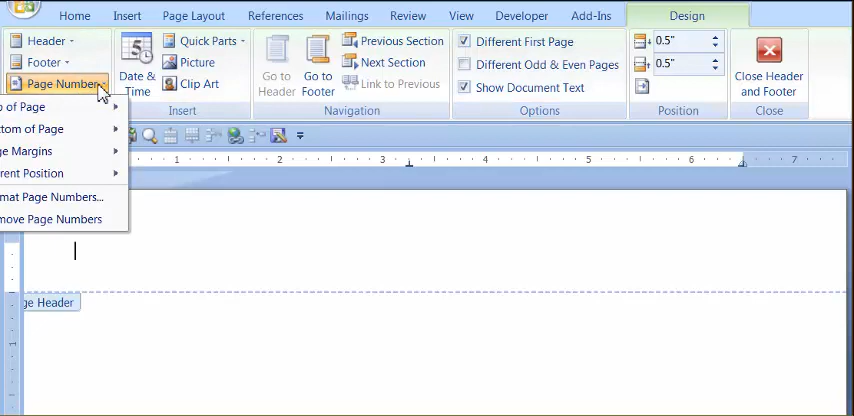 Home Insert Page Layout References Mailings Review View Developer Add-Ins Design
Header
Footer
Page Number
Date &
Time
Quick Parts
Picture
Clip Art
Insert
Go to
Header
Go to
Footer
Previous Section
Next Section
Link to Previous
Navigation
Different First Page
Different Odd & Even Pages
Show Document Text
Options
0.5"
0.5"
Position
Close Header
and Footer
Close
p of Page
ttom of Page
ge Margins
rent Position
mat Page Numbers...
move Page Numbers
1 2 3 4 5 6 7
ge Header
1